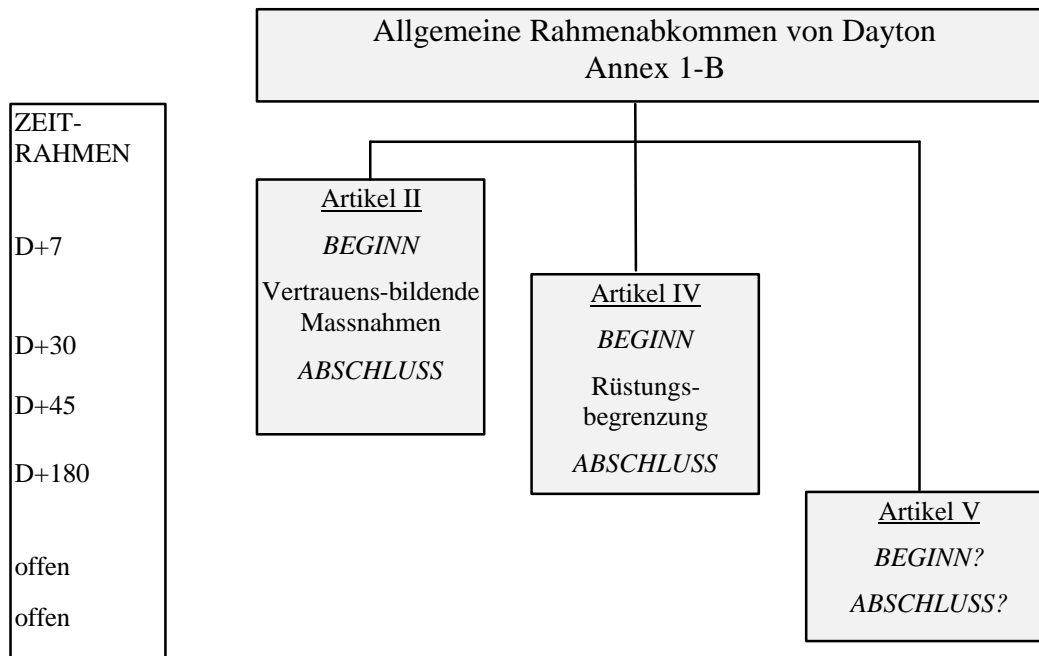 Allgemeine Rahmenabkommen von Dayton
Annex 1-B
ZEIT-
RAHMEN
D+7
D+30
D+45
D+180
offen
offen
Artikel II
BEGINN
Vertrauens-bildende
Massnahmen
ABSCHLUSS
Artikel IV
BEGINN
Rüstungs-
begrenzung
ABSCHLUSS
Artikel V
BEGINN?
ABSCHLUSS?